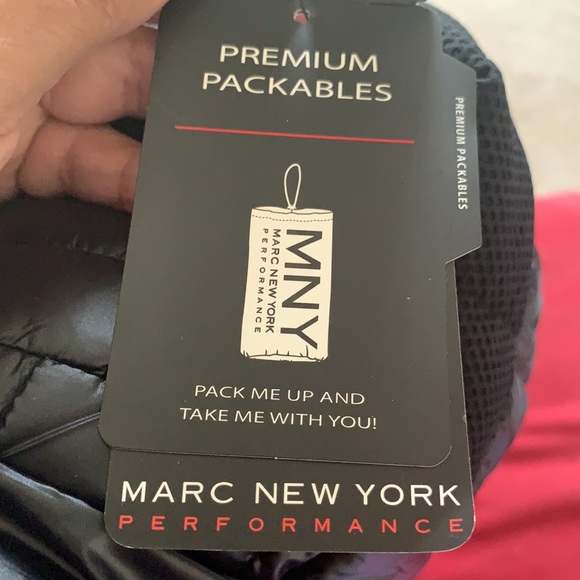 PREMIUM
PACKABLES
PREMIUM PACKABLES
MNY
MARC NEW YORK
PERFORMANCE
PACK ME UP AND
TAKE ME WITH YOU!
MARC NEW YORK
PERFORMANCE